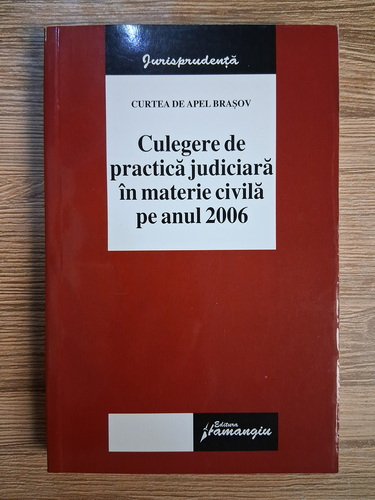 Jurisprudență
CURTEA DE APEL BRAȘOV
Culegere de
practică judiciară
în materie civilă
pe anul 2006
Editura
Hamangiu